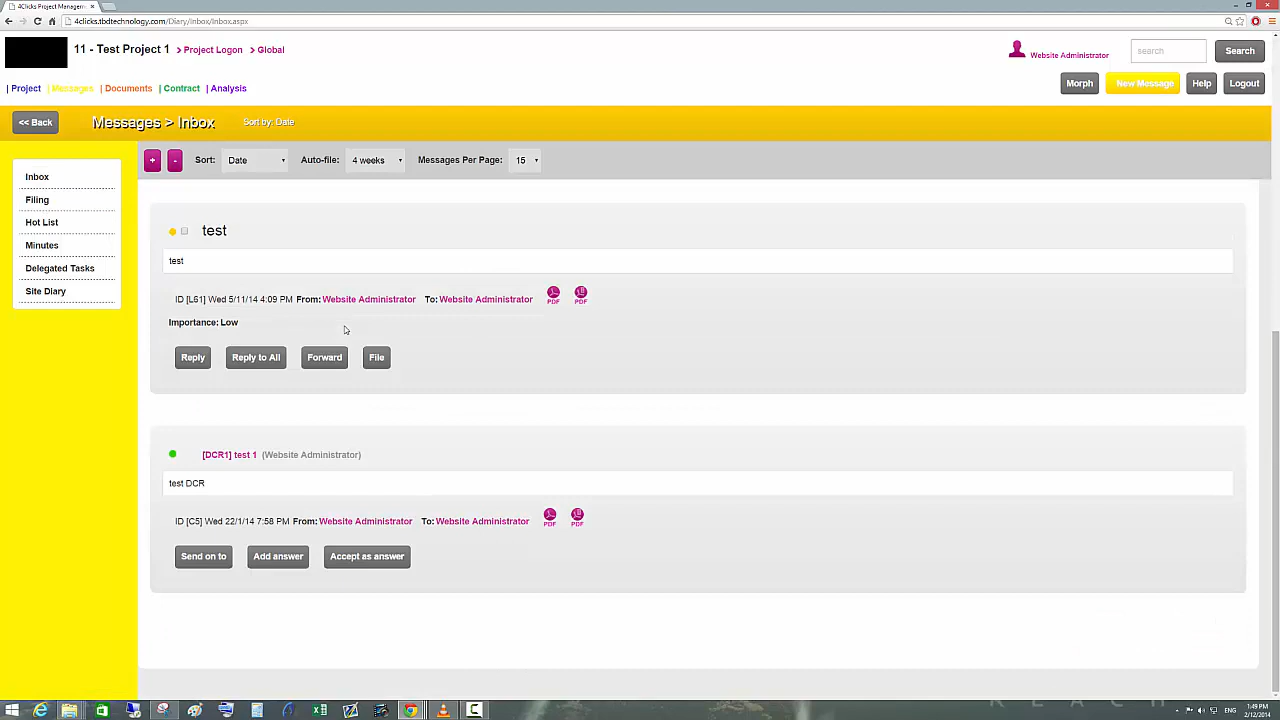 4Clicks Project Managem
4clicks.tbdtechnology.com/Diary/Inbox/Inbox.aspx
11 - Test Project 1 > Project Logon > Global
Website Administrator
search
Search
| Project | Messages | Documents | Contract | Analysis
Morph
New Message
Help
Logout
<< Back
Messages > Inbox
Sort by: Date
+
-
Sort:
Date
Auto-file:
4 weeks
Messages Per Page:
15
Inbox
Filing
Hot List
Minutes
Delegated Tasks
Site Diary
test
test
ID [L61] Wed 5/11/14 4:09 PM From: Website Administrator To: Website Administrator
PDF
PDF
Importance: Low
Reply
Reply to All
Forward
File
[DCR1] test 1 (Website Administrator)
test DCR
ID [C5] Wed 22/1/14 7:58 PM From: Website Administrator To: Website Administrator
PDF
PDF
Send on to
Add answer
Accept as answer
REACH
ENG
1:49 PM
2/12/2014